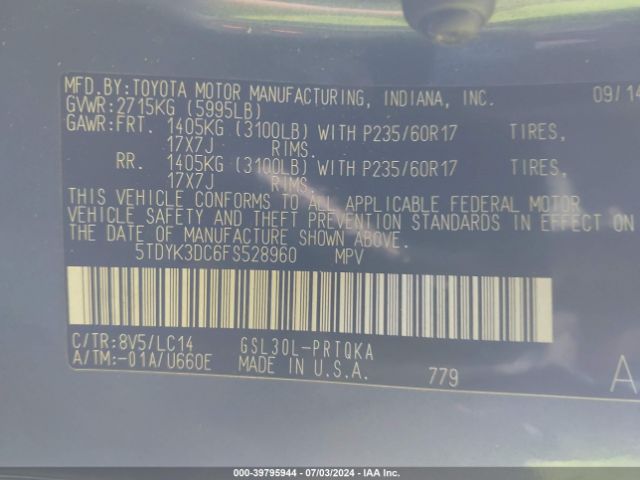 MFD.BY:TOYOTA MOTOR MANUFACTURING, INDIANA, INC. 09/14
GVWR:2715KG (5995LB)
GAWR:FRT. 1405KG (3100LB) WITH P235/60R17 TIRES,
17X7J RIMS.
RR. 1405KG (3100LB) WITH P235/60R17 TIRES,
17X7J RIMS.
THIS VEHICLE CONFORMS TO ALL APPLICABLE FEDERAL MOTOR
VEHICLE SAFETY AND THEFT PREVENTION STANDARDS IN EFFECT ON
THE DATE OF MANUFACTURE SHOWN ABOVE.
5TDYK3DC6FS528960 MPV
C/TR:8V5/LC14 GSL30L-PRTQKA
A/TM:-01A/U660E MADE IN U.S.A. 779 A
000-39795944 / 07/03/2024 - IAA Inc.